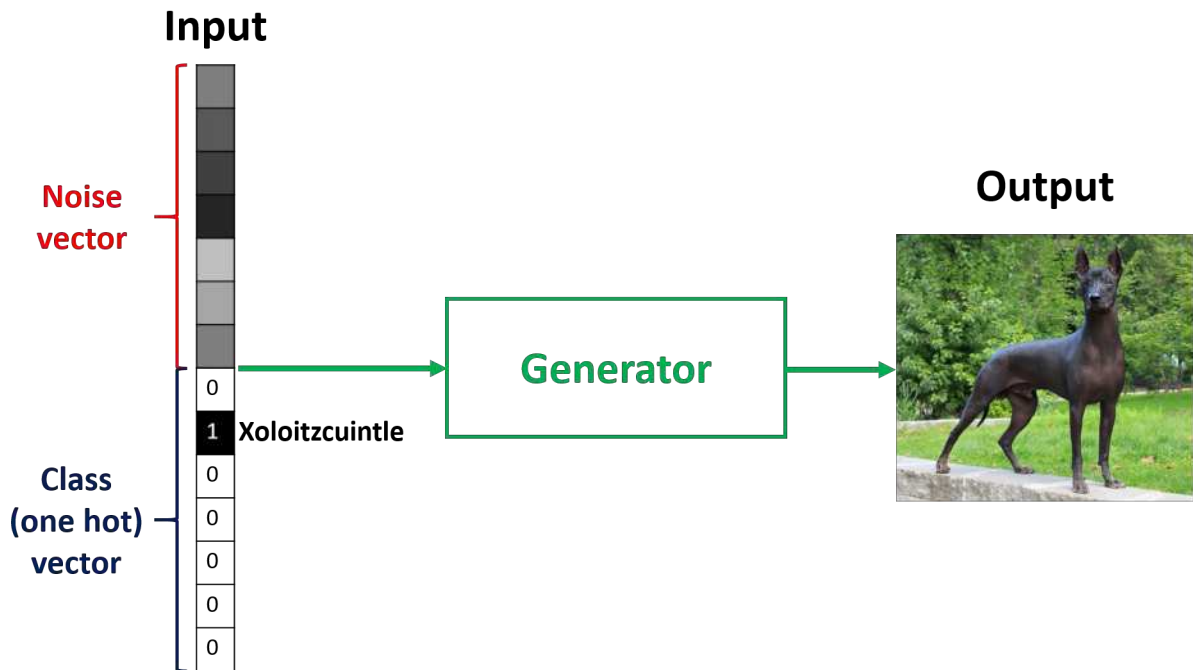 Input
Noise
vector
Output
Generator
0
1 Xoloitzcuintle
0
0
0
0
0
Class
(one hot)
vector